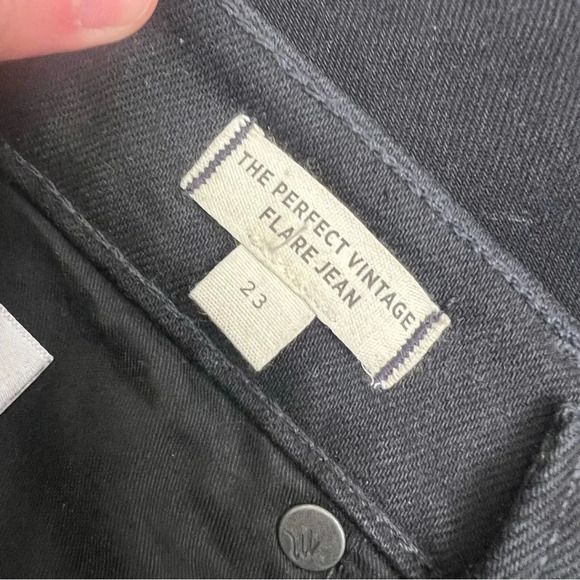 THE PERFECT VINTAGE
FLARE JEAN
23